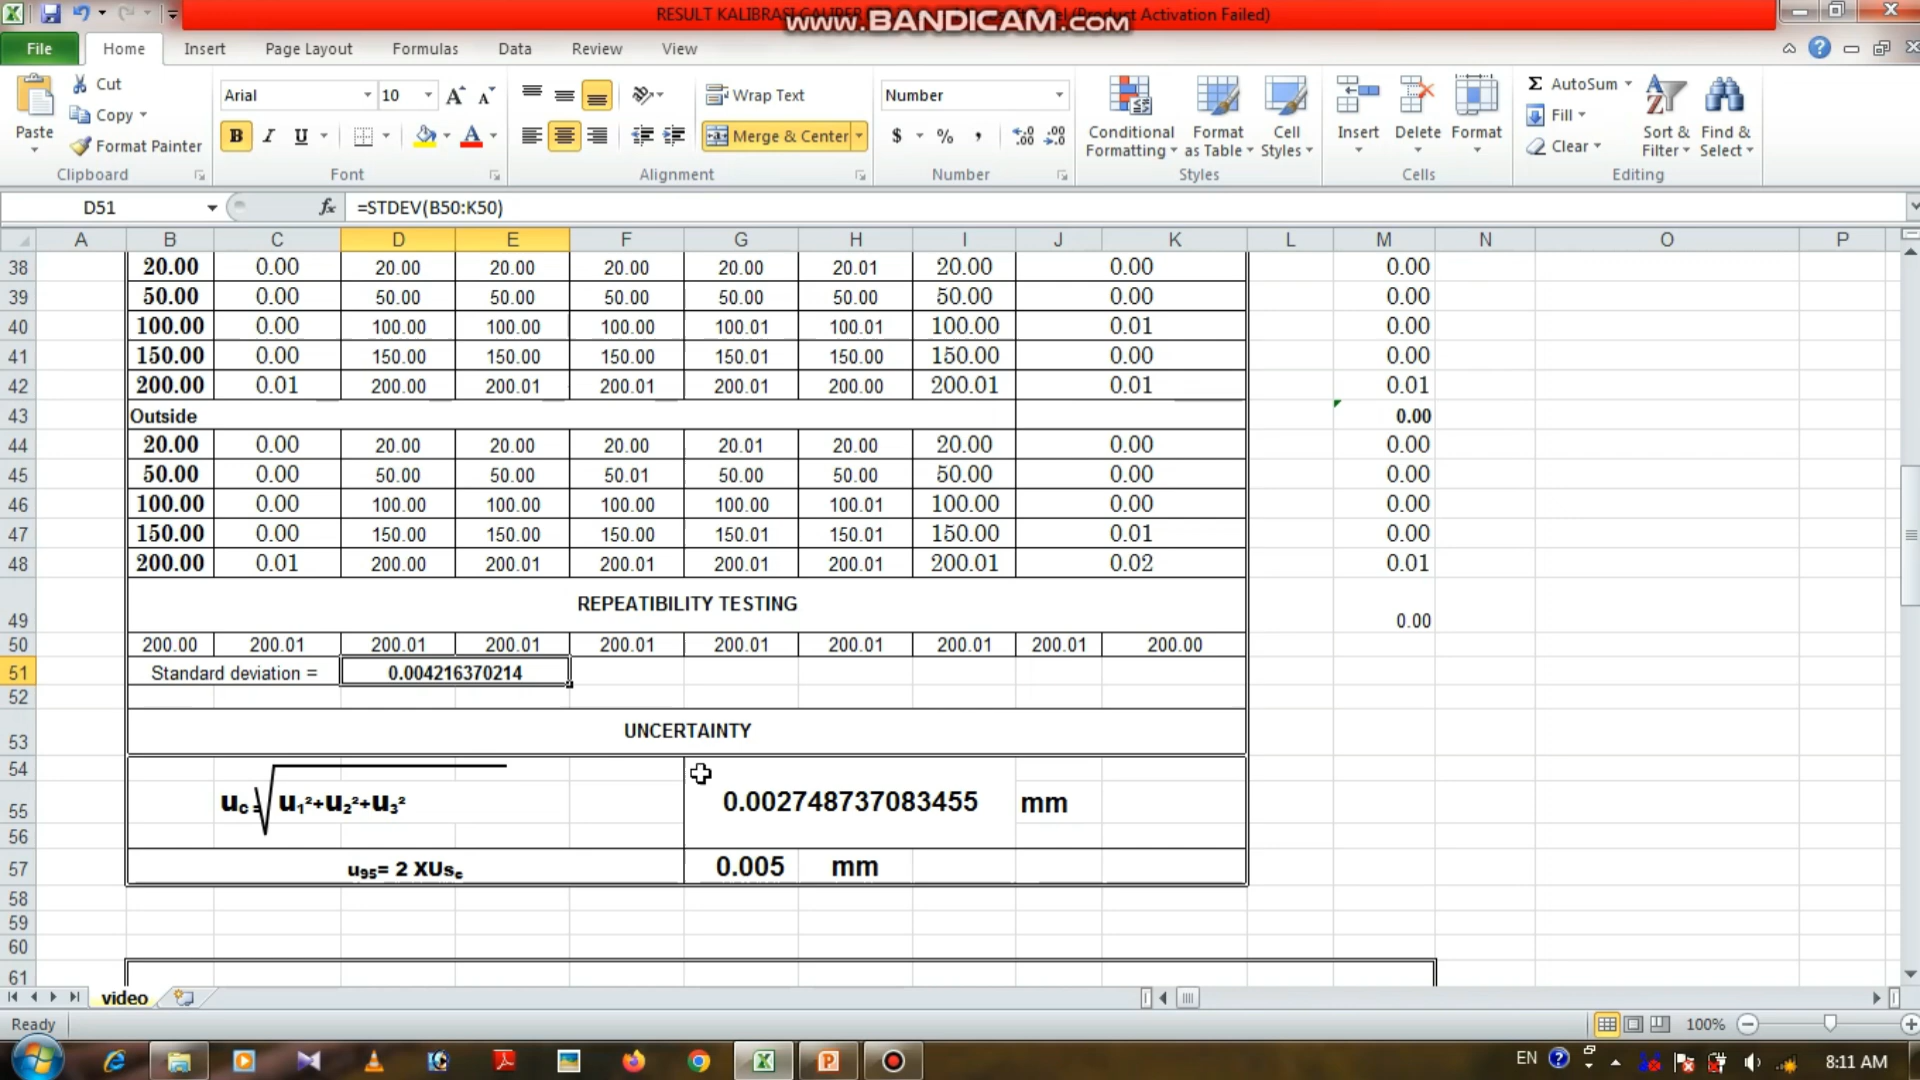 RESULT KALIBRASI CALIPER
www.BANDICAM.com
(Product Activation Failed)
File Home Insert Page Layout Formulas Data Review View
Paste Cut Copy Format Painter Clipboard
Arial 10 B I U Font
Wrap Text Merge & Center Alignment
Number $ % , Number
Conditional Formatting Format as Table Cell Styles Styles
Insert Delete Format Cells
Σ AutoSum Fill Clear Sort & Filter Find & Select Editing
D51 fx =STDEV(B50:K50)
A B C D E F G H I J K L M N O P
38 20.00 0.00 20.00 20.00 20.00 20.00 20.01 20.00 0.00 0.00
39 50.00 0.00 50.00 50.00 50.00 50.00 50.00 50.00 0.00 0.00
40 100.00 0.00 100.00 100.00 100.00 100.01 100.01 100.00 0.01 0.00
41 150.00 0.00 150.00 150.00 150.00 150.01 150.00 150.00 0.00 0.00
42 200.00 0.01 200.00 200.01 200.01 200.01 200.00 200.01 0.01 0.01
43 Outside 0.00
44 20.00 0.00 20.00 20.00 20.00 20.01 20.00 20.00 0.00 0.00
45 50.00 0.00 50.00 50.00 50.01 50.00 50.00 50.00 0.00 0.00
46 100.00 0.00 100.00 100.00 100.00 100.00 100.01 100.00 0.00 0.00
47 150.00 0.00 150.00 150.00 150.00 150.01 150.01 150.00 0.01 0.00
48 200.00 0.01 200.00 200.01 200.01 200.01 200.01 200.01 0.02 0.01
49 REPEATIBILITY TESTING 0.00
50 200.00 200.01 200.01 200.01 200.01 200.01 200.01 200.01 200.01 200.00
51 Standard deviation = 0.004216370214
52
53 UNCERTAINTY
54
55 uc = √u1²+u2²+u3² 0.002748737083455 mm
56
57 u95= 2 XUsc 0.005 mm
58
59
60
61
video
Ready 100%
EN 8:11 AM